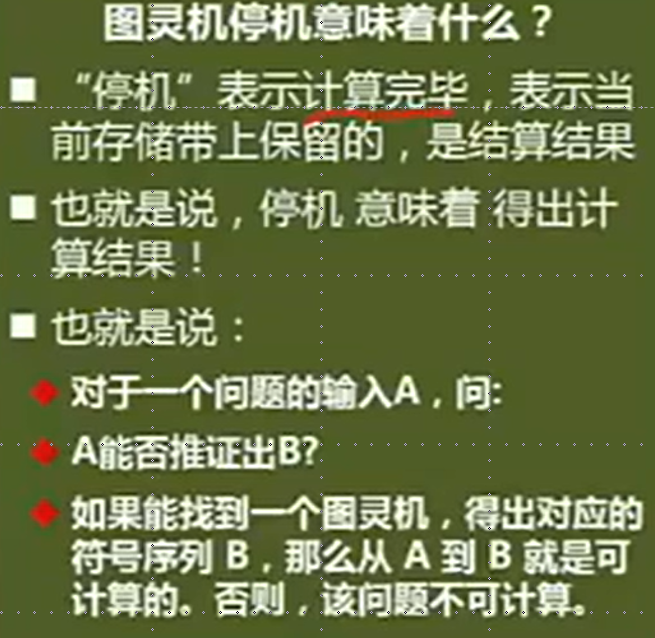 图灵机停机意味着什么？
■ “停机”表示计算完毕，表示当
前存储带上保留的，是结算结果
■ 也就是说，停机 意味着 得出计
算结果！
■ 也就是说：
◆ 对于一个问题的输入A，问:
◆ A能否推证出B?
◆ 如果能找到一个图灵机，得出对应的
符号序列 B，那么从 A 到 B 就是可
计算的。否则，该问题不可计算。